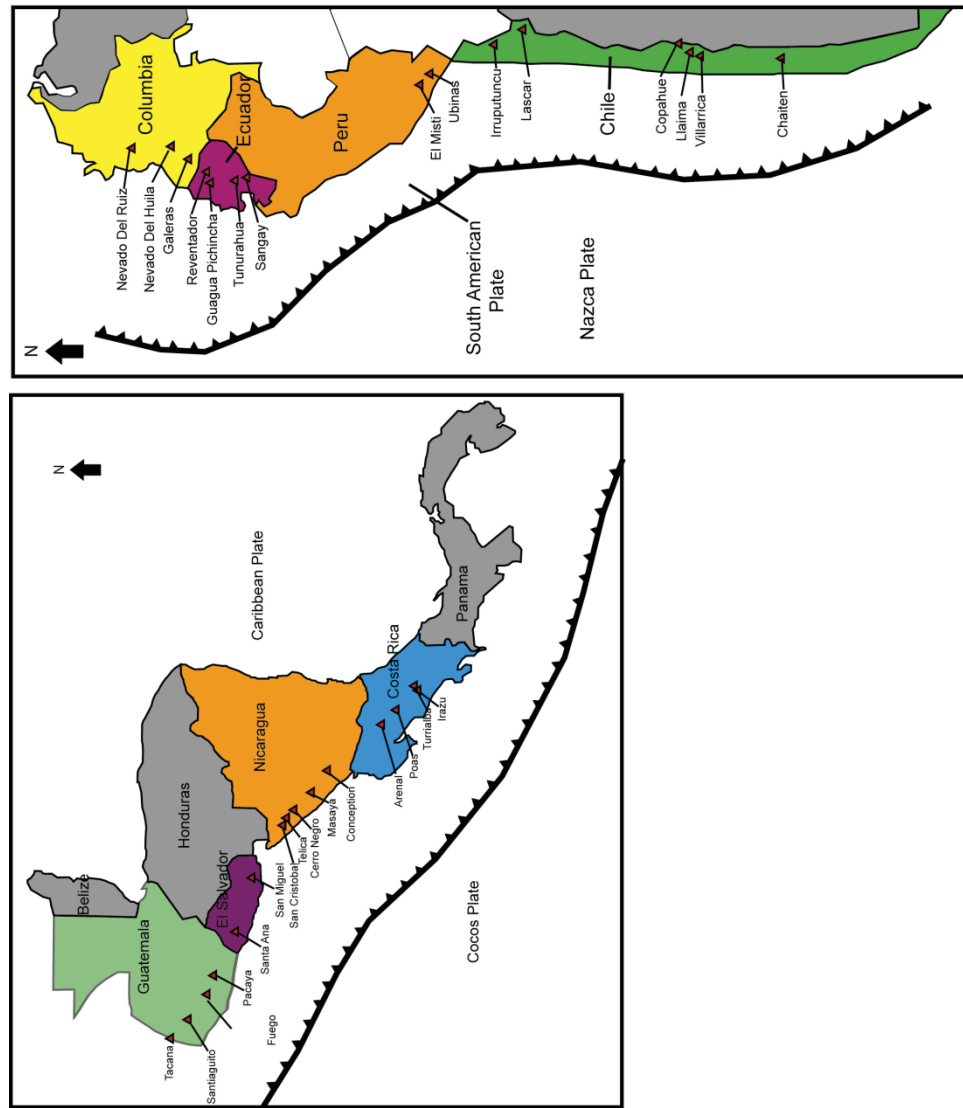 N
Columbia
Ecuador
Peru
Chile
Nevado Del Ruiz
Nevado Del Huila
Galeras
Reventador
Guagua Pichincha
Tunurahua
Sangay
El Misti
Ubinas
Irruputuncu
Lascar
Copahue
Llaima
Villarrica
Chaiten
South American
Plate
Nazca Plate
N
Caribbean Plate
Cocos Plate
Belize
Guatemala
Honduras
El Salvador
Nicaragua
Costa Rica
Panama
Tacana
Santiaguito
Fuego
Pacaya
Santa Ana
San Miguel
San Cristobal
Telica
Cerro Negro
Masaya
Conception
Arenal
Poas
Turrialba
Irazu